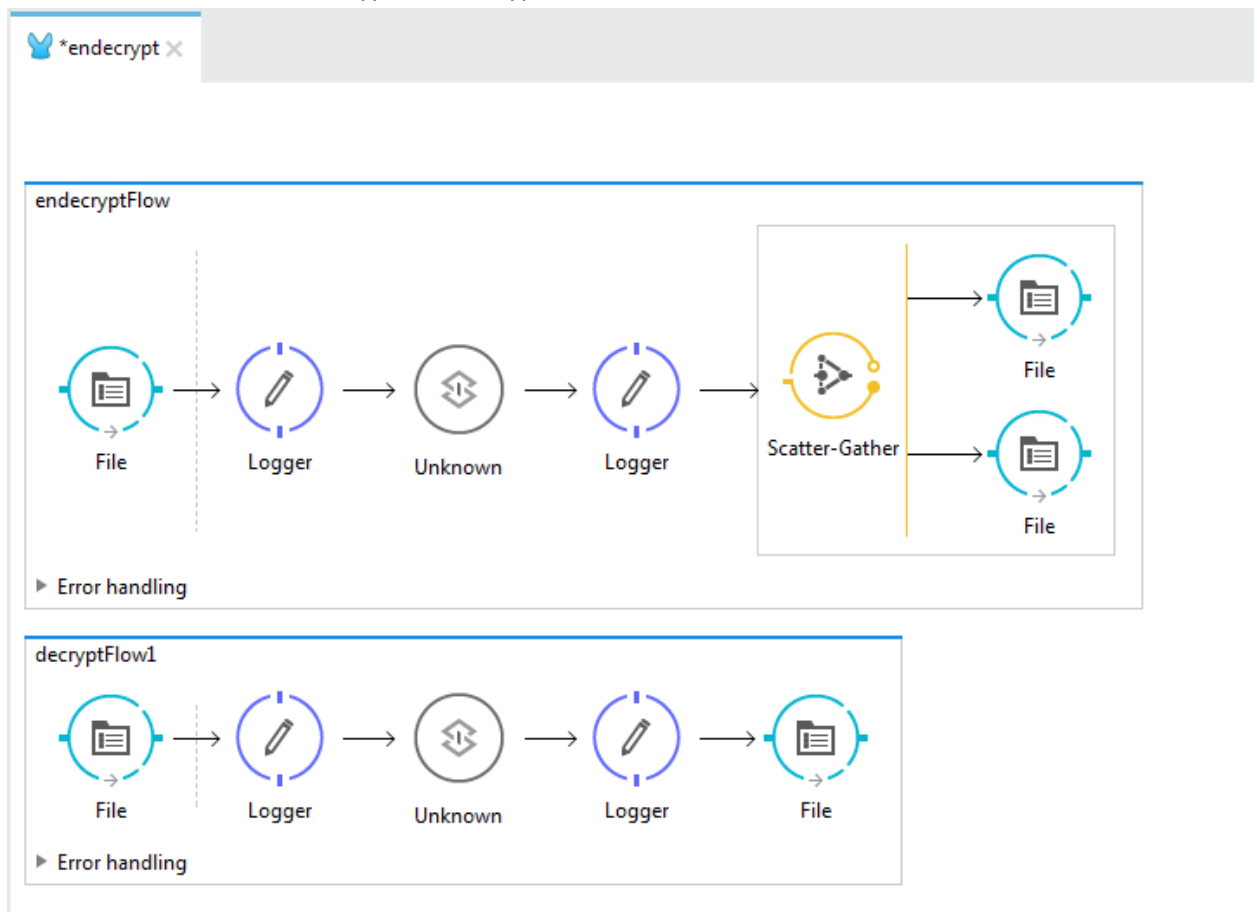 *endecrypt
endecryptFlow
File
Logger
Unknown
Logger
Scatter-Gather
File
File
Error handling
decryptFlow1
File
Logger
Unknown
Logger
File
Error handling